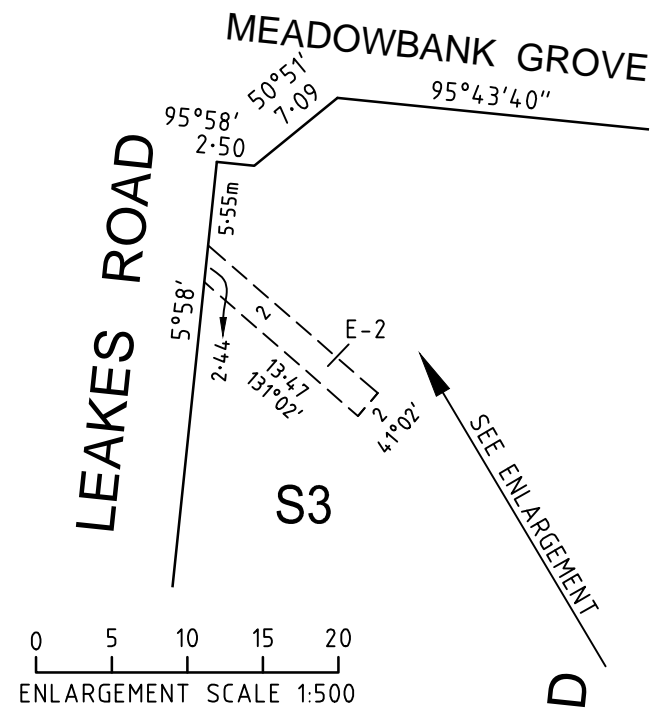 MEADOWBANK GROVE
50°51'
7·09
95°43'40"
95°58'
2·50
LEAKES ROAD
5·55m
5°58'
2
E-2
2·44
13·47
131°02'
2
41°02'
SEE ENLARGEMENT
S3
0 5 10 15 20
ENLARGEMENT SCALE 1:500
D